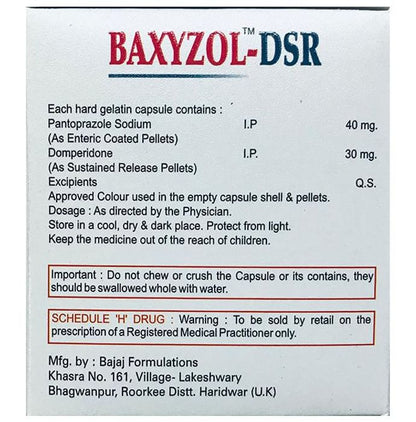 BAXYZOL™-DSR
Each hard gelatin capsule contains :
Pantoprazole Sodium I.P 40 mg.
(As Enteric Coated Pellets)
Domperidone I.P. 30 mg.
(As Sustained Release Pellets)
Excipients Q.S.
Approved Colour used in the empty capsule shell & pellets.
Dosage : As directed by the Physician.
Store in a cool, dry & dark place. Protect from light.
Keep the medicine out of the reach of children.
Important : Do not chew or crush the Capsule or its contains, they
should be swallowed whole with water.
SCHEDULE 'H' DRUG : Warning : To be sold by retail on the
prescription of a Registered Medical Practitioner only.
Mfg. by : Bajaj Formulations
Khasra No. 161, Village- Lakeshwary
Bhagwanpur, Roorkee Distt. Haridwar (U.K)